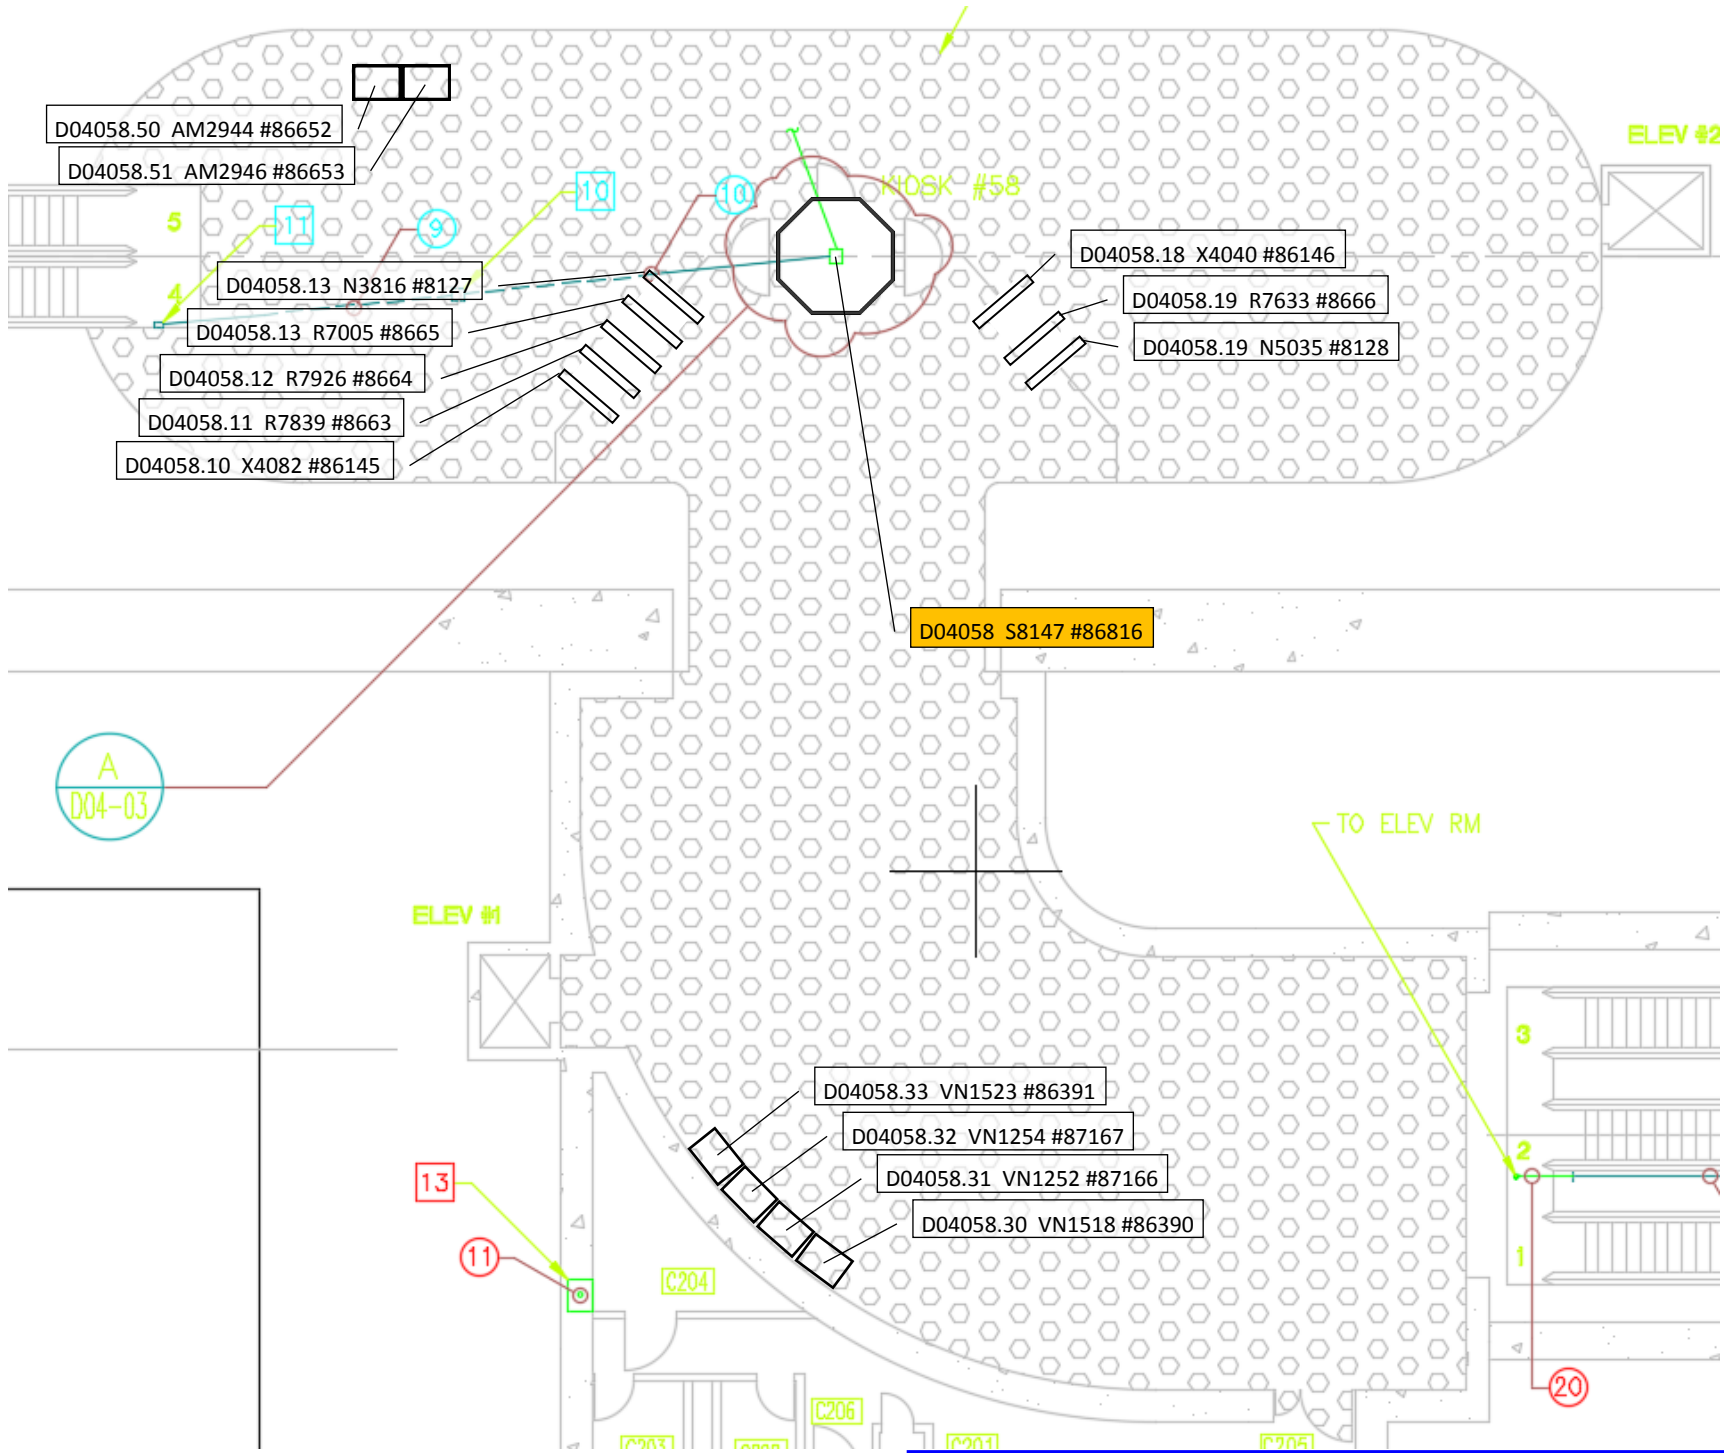 ELEV #2
D04058.50 AM2944 #86652
D04058.51 AM2946 #86653
KIOSK #58
10
10
11
9
5
4
D04058.13 N3816 #8127
D04058.13 R7005 #8665
D04058.12 R7926 #8664
D04058.11 R7839 #8663
D04058.10 X4082 #86145
D04058.18 X4040 #86146
D04058.19 R7633 #8666
D04058.19 N5035 #8128
D04058 S8147 #86816
A
D04-03
TO ELEV RM
ELEV #1
3
2
1
D04058.33 VN1523 #86391
D04058.32 VN1254 #87167
D04058.31 VN1252 #87166
D04058.30 VN1518 #86390
13
11
C204
20
C206
C203
C201
C205